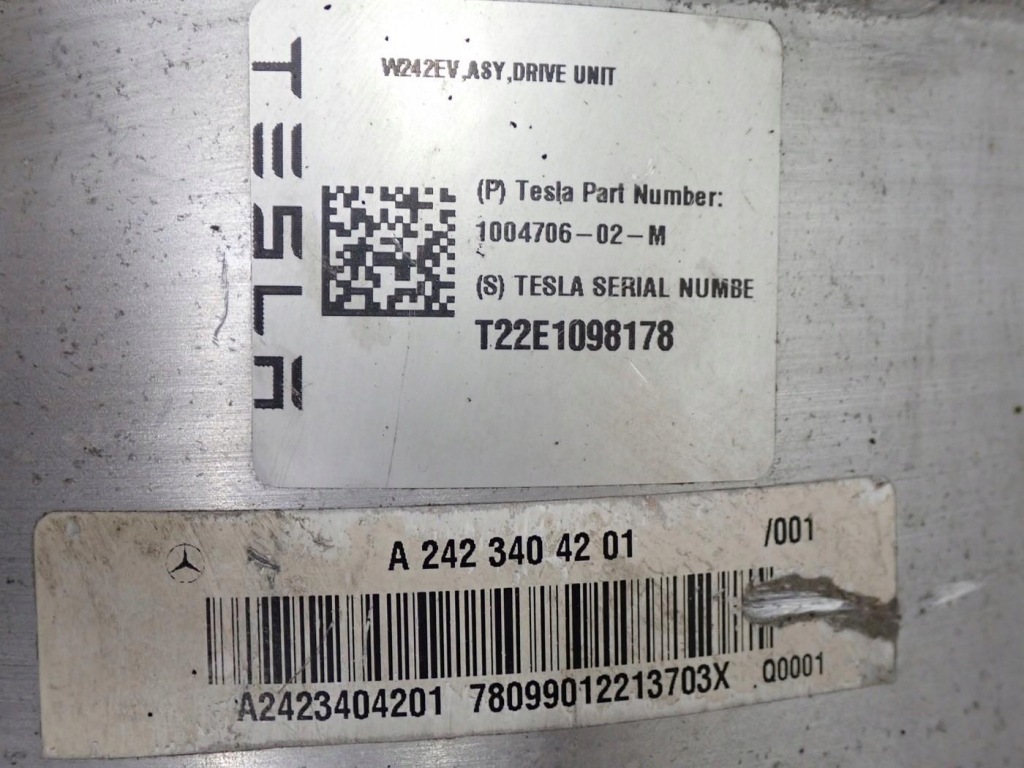 TESLA
W242EV,ASY,DRIVE UNIT
(P) Tesla Part Number:
1004706-02-M
(S) TESLA SERIAL NUMBE
T22E1098178
A 242 340 42 01
/001
A2423404201 78099012213703X
Q0001